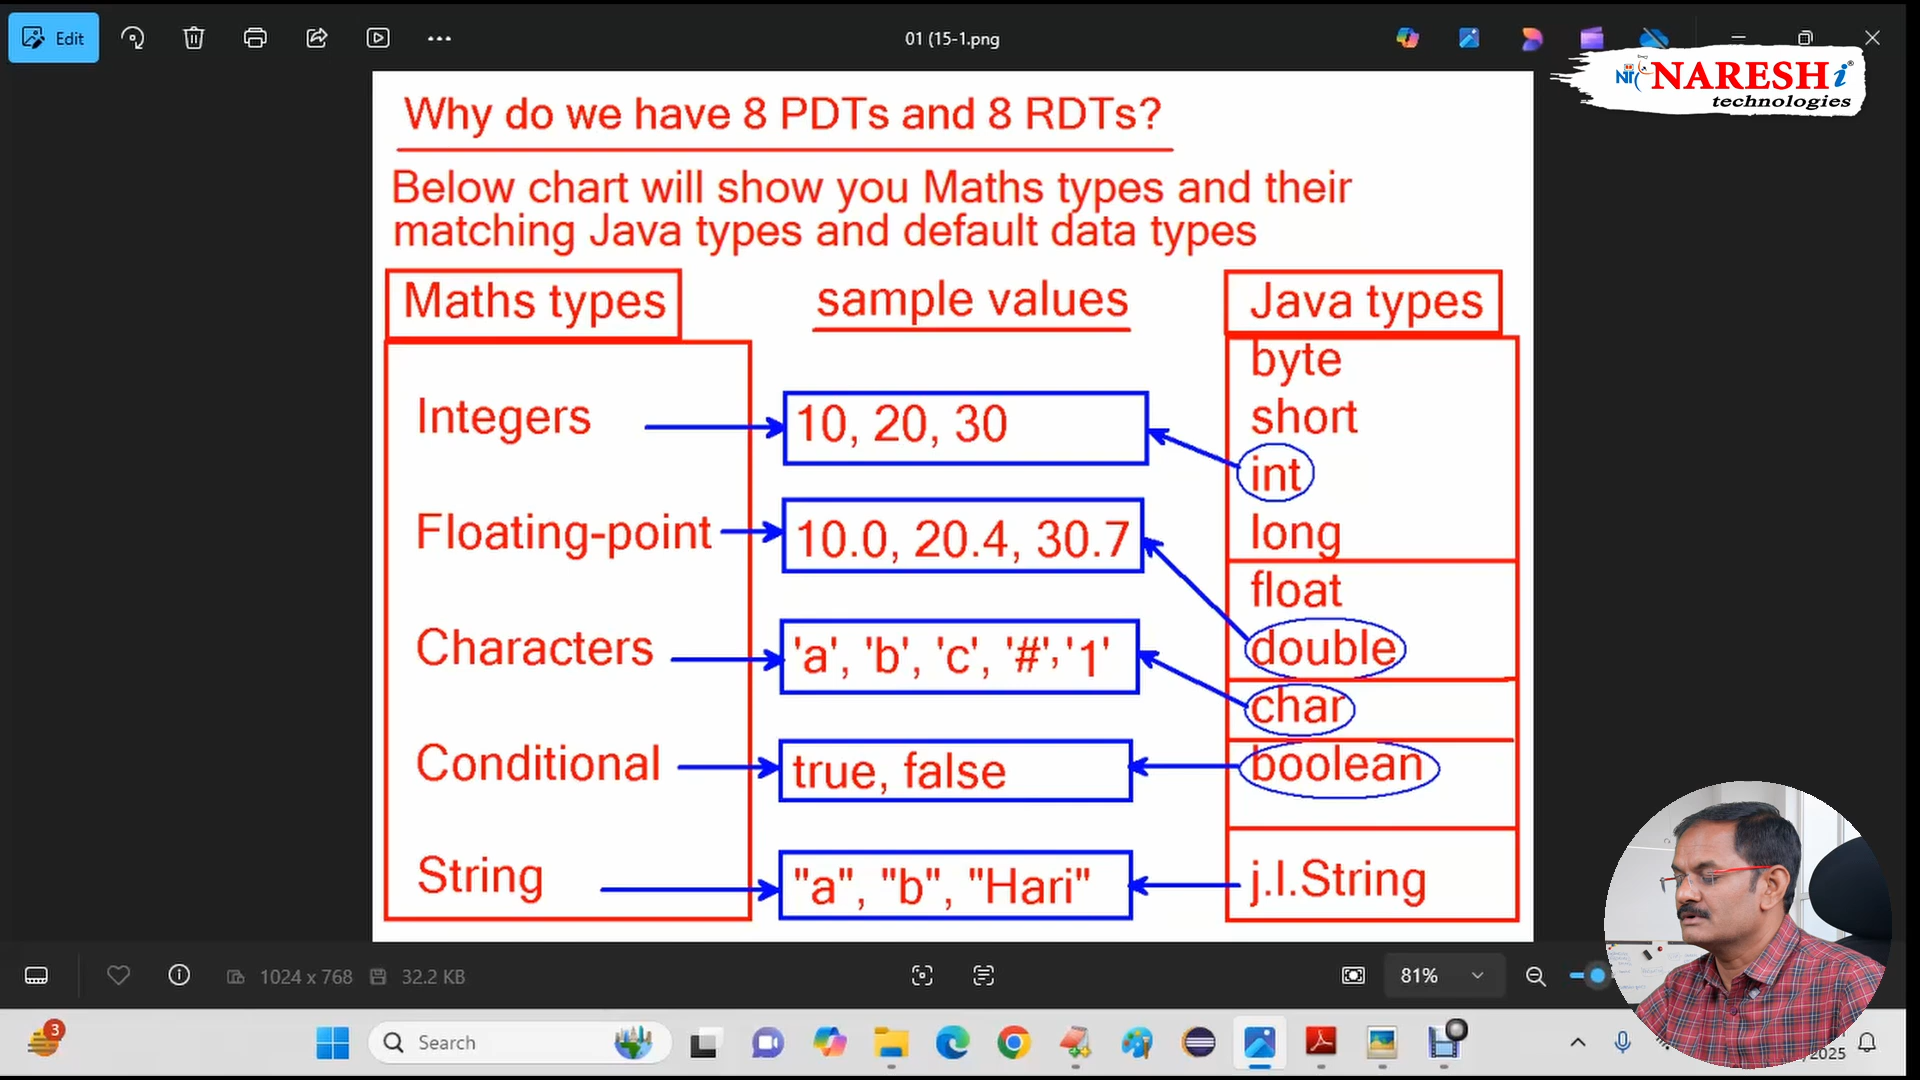 Edit
01 (15-1.png
NARESH i
technologies
Why do we have 8 PDTs and 8 RDTs?
Below chart will show you Maths types and their
matching Java types and default data types
Maths types
sample values
Java types
byte
short
int
long
float
double
char
boolean
j.l.String
Integers
10, 20, 30
Floating-point
10.0, 20.4, 30.7
Characters
'a', 'b', 'c', '#','1'
Conditional
true, false
String
"a", "b", "Hari"
1024 x 768
32.2 KB
81%
3
Search
2025